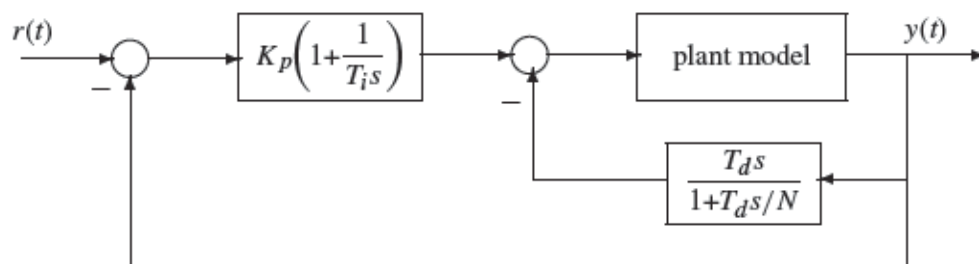 r(t)
K_p(1+1/(T_i s))
plant model
y(t)
−
−
T_d s/(1+T_d s/N)